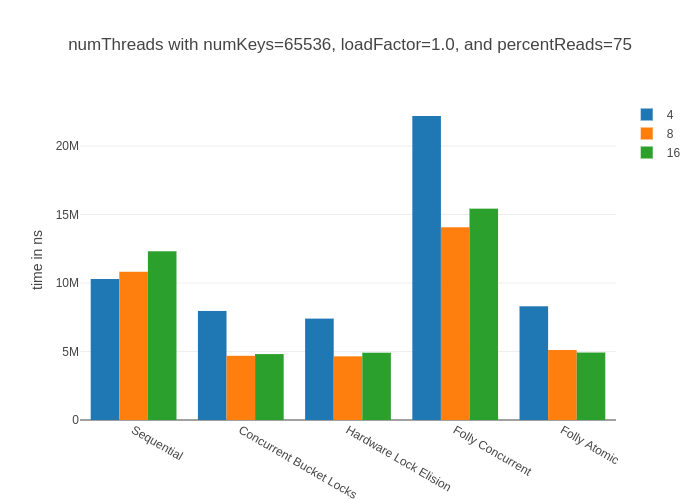 numThreads with numKeys=65536, loadFactor=1.0, and percentReads=75
4
8
16
time in ns
20M
15M
10M
5M
0
Sequential
Concurrent Bucket Locks
Hardware Lock Elision
Folly Concurrent
Folly Atomic